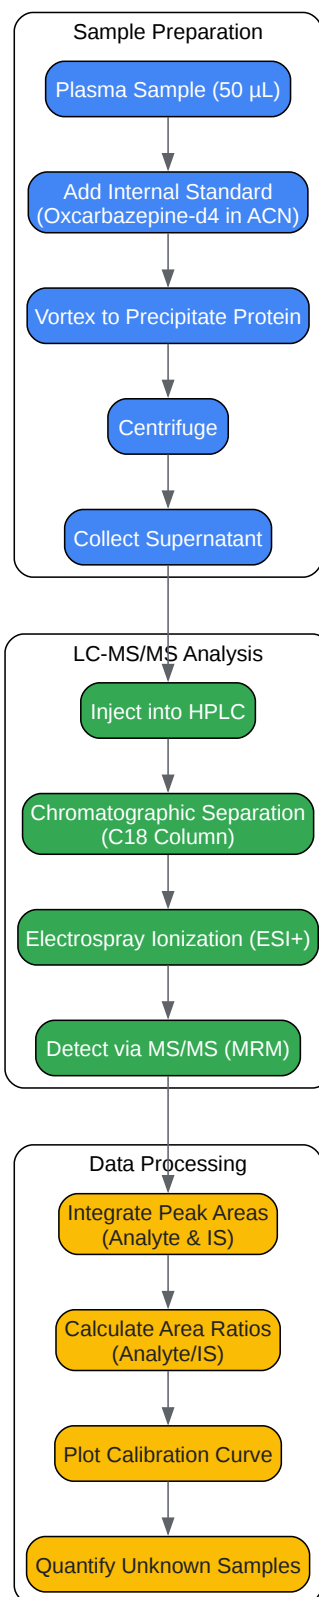 Sample Preparation
Plasma Sample (50 µL)
Add Internal Standard
(Oxcarbazepine-d4 in ACN)
Vortex to Precipitate Protein
Centrifuge
Collect Supernatant
LC-MS/MS Analysis
Inject into HPLC
Chromatographic Separation
(C18 Column)
Electrospray Ionization (ESI+)
Detect via MS/MS (MRM)
Data Processing
Integrate Peak Areas
(Analyte & IS)
Calculate Area Ratios
(Analyte/IS)
Plot Calibration Curve
Quantify Unknown Samples